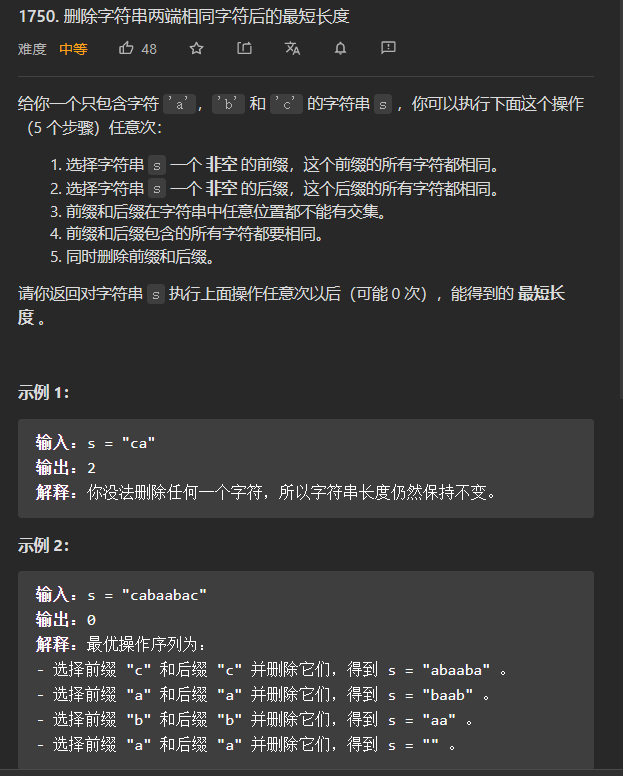 1750. 删除字符串两端相同字符后的最短长度
难度 中等 48
给你一个只包含字符 'a'，'b' 和 'c' 的字符串 s ，你可以执行下面这个操作
（5 个步骤）任意次：
1. 选择字符串 s 一个 非空 的前缀，这个前缀的所有字符都相同。
2. 选择字符串 s 一个 非空 的后缀，这个后缀的所有字符都相同。
3. 前缀和后缀在字符串中任意位置都不能有交集。
4. 前缀和后缀包含的所有字符都要相同。
5. 同时删除前缀和后缀。
请你返回对字符串 s 执行上面操作任意次以后（可能 0 次），能得到的 最短长
度 。
示例 1：
输入：s = "ca"
输出：2
解释：你没法删除任何一个字符，所以字符串长度仍然保持不变。
示例 2：
输入：s = "cabaabac"
输出：0
解释：最优操作序列为：
- 选择前缀 "c" 和后缀 "c" 并删除它们，得到 s = "abaaba" 。
- 选择前缀 "a" 和后缀 "a" 并删除它们，得到 s = "baab" 。
- 选择前缀 "b" 和后缀 "b" 并删除它们，得到 s = "aa" 。
- 选择前缀 "a" 和后缀 "a" 并删除它们，得到 s = "" 。